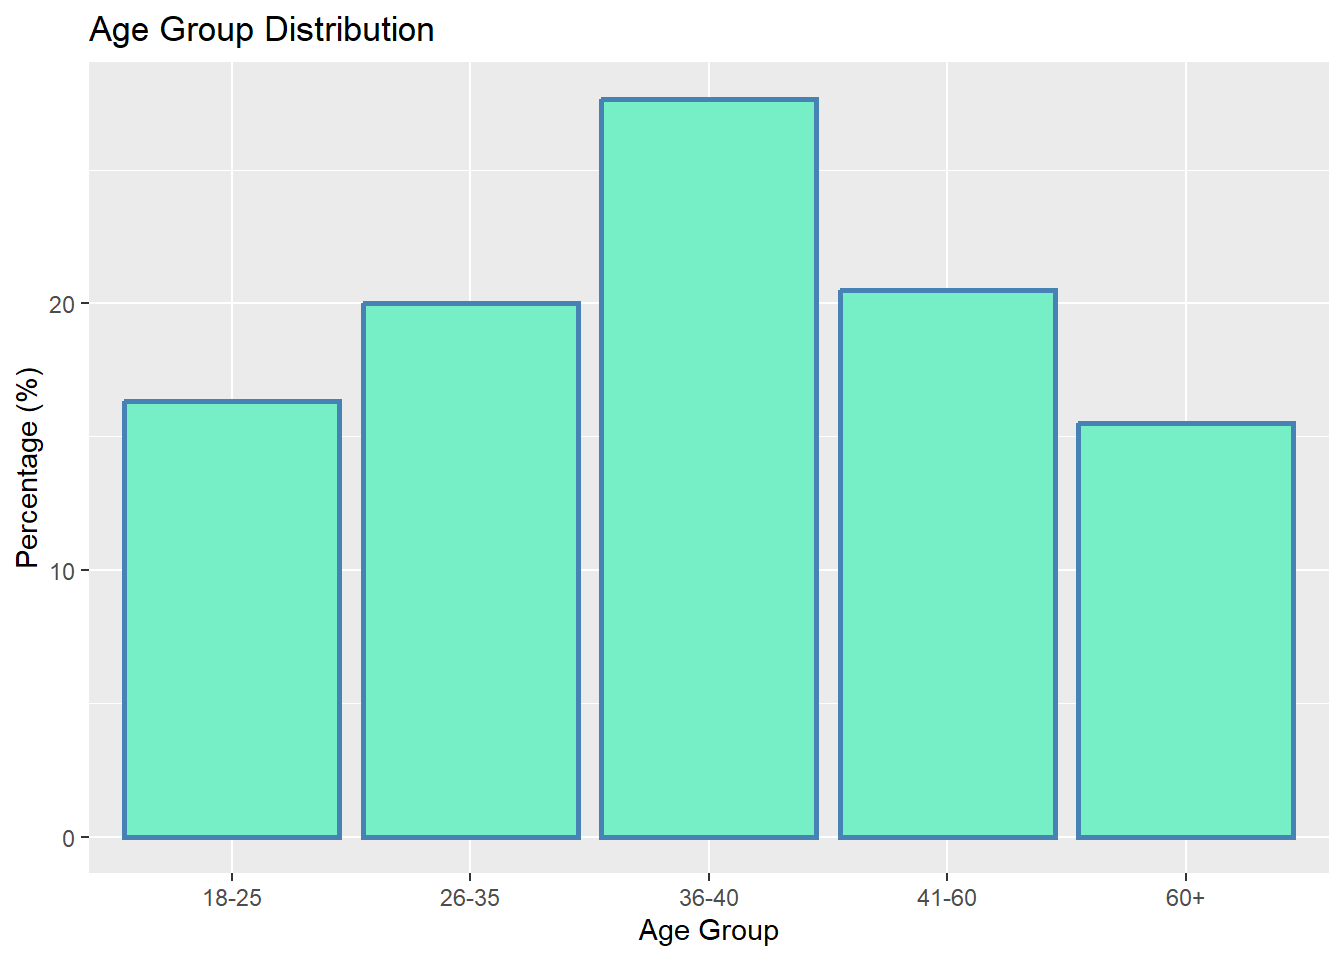 Age Group Distribution
Percentage (%)
20
10
0
18-25 26-35 36-40 41-60 60+
Age Group